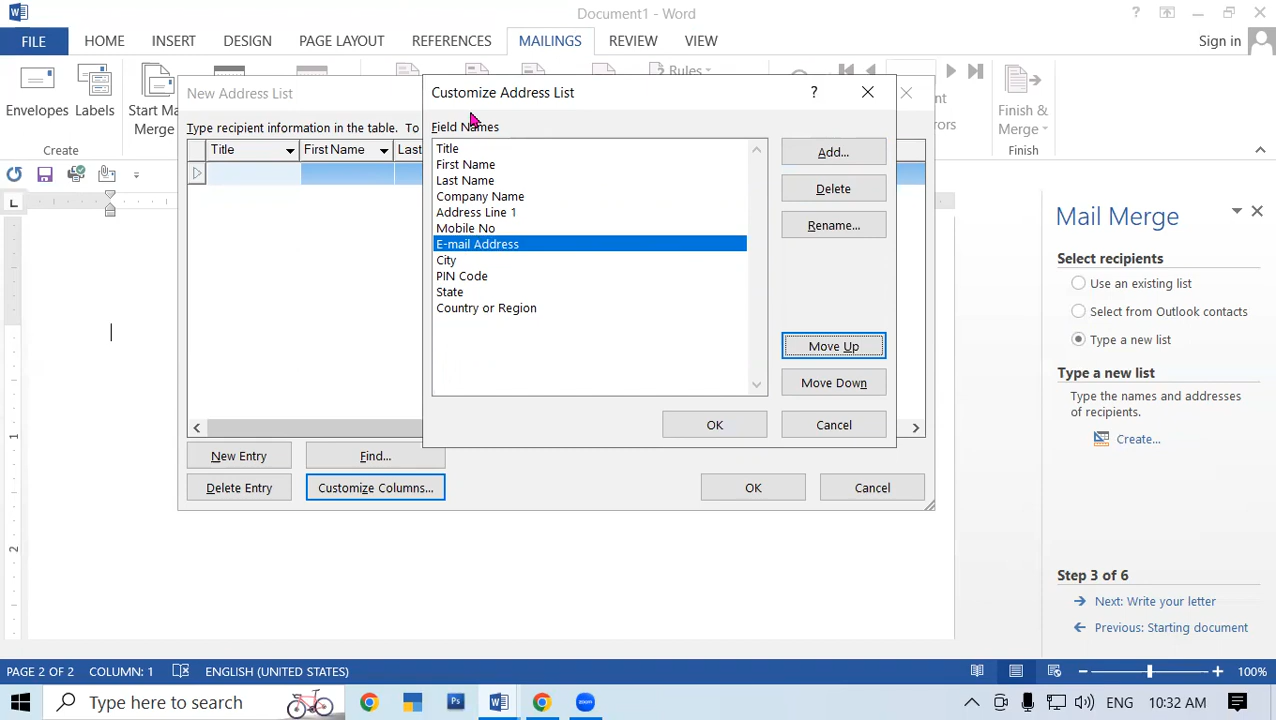 Document1 - Word
FILE
HOME
INSERT
DESIGN
PAGE LAYOUT
REFERENCES
MAILINGS
REVIEW
VIEW
Sign in
Envelopes
Labels
Start Ma
Merge
Rules
Finish &
Merge
Create
Finish
New Address List
Type recipient information in the table. To
Title
First Name
Last
New Entry
Find...
Delete Entry
Customize Columns...
OK
Cancel
Customize Address List
?
Field Names
Title
First Name
Last Name
Company Name
Address Line 1
Mobile No
E-mail Address
City
PIN Code
State
Country or Region
Add...
Delete
Rename...
Move Up
Move Down
OK
Cancel
Mail Merge
Select recipients
Use an existing list
Select from Outlook contacts
Type a new list
Type a new list
Type the names and addresses
of recipients.
Create...
Step 3 of 6
Next: Write your letter
Previous: Starting document
1
2
PAGE 2 OF 2
COLUMN: 1
ENGLISH (UNITED STATES)
100%
Type here to search
Ps
ENG
10:32 AM